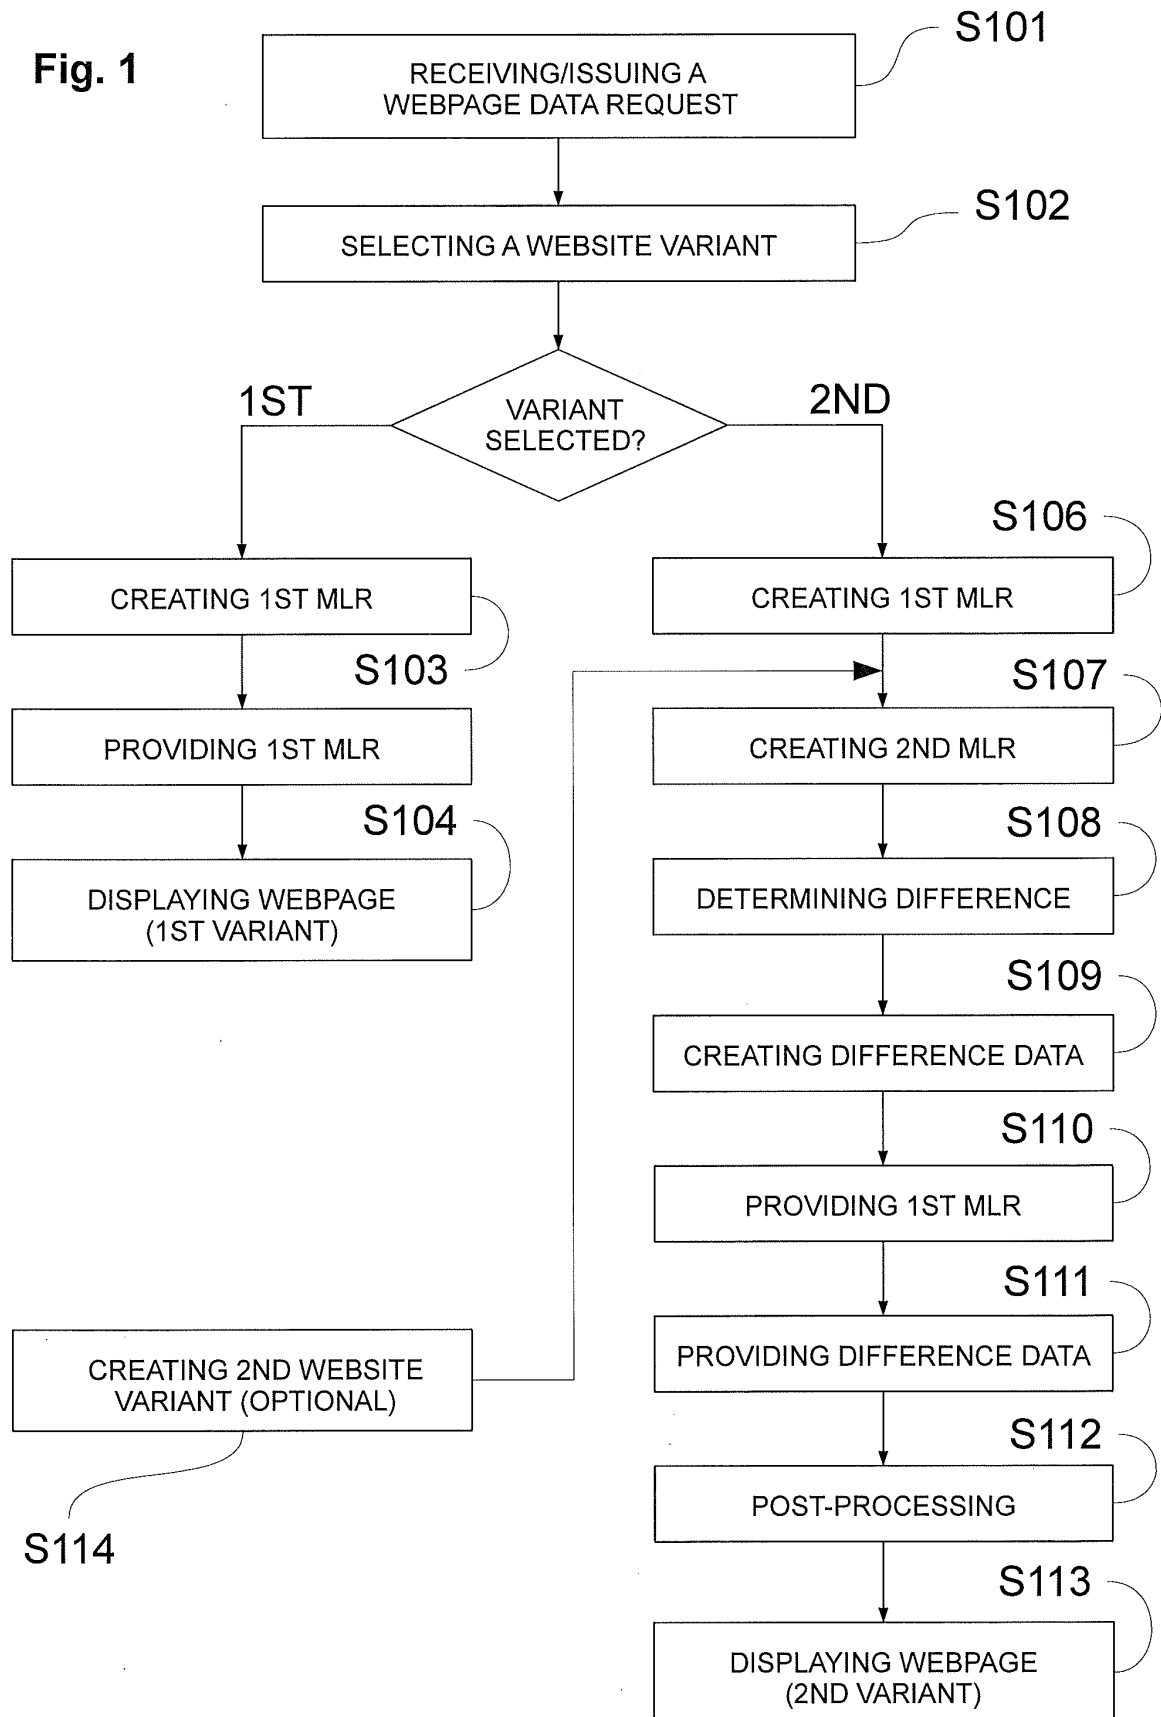 Fig. 1
S101
RECEIVING/ISSUING A
WEBPAGE DATA REQUEST
S102
SELECTING A WEBSITE VARIANT
1ST
VARIANT
SELECTED?
2ND
S106
CREATING 1ST MLR
CREATING 1ST MLR
S103
S107
PROVIDING 1ST MLR
CREATING 2ND MLR
S104
S108
DISPLAYING WEBPAGE
(1ST VARIANT)
DETERMINING DIFFERENCE
S109
CREATING DIFFERENCE DATA
S110
PROVIDING 1ST MLR
S111
PROVIDING DIFFERENCE DATA
CREATING 2ND WEBSITE
VARIANT (OPTIONAL)
S112
POST-PROCESSING
S114
S113
DISPLAYING WEBPAGE
(2ND VARIANT)